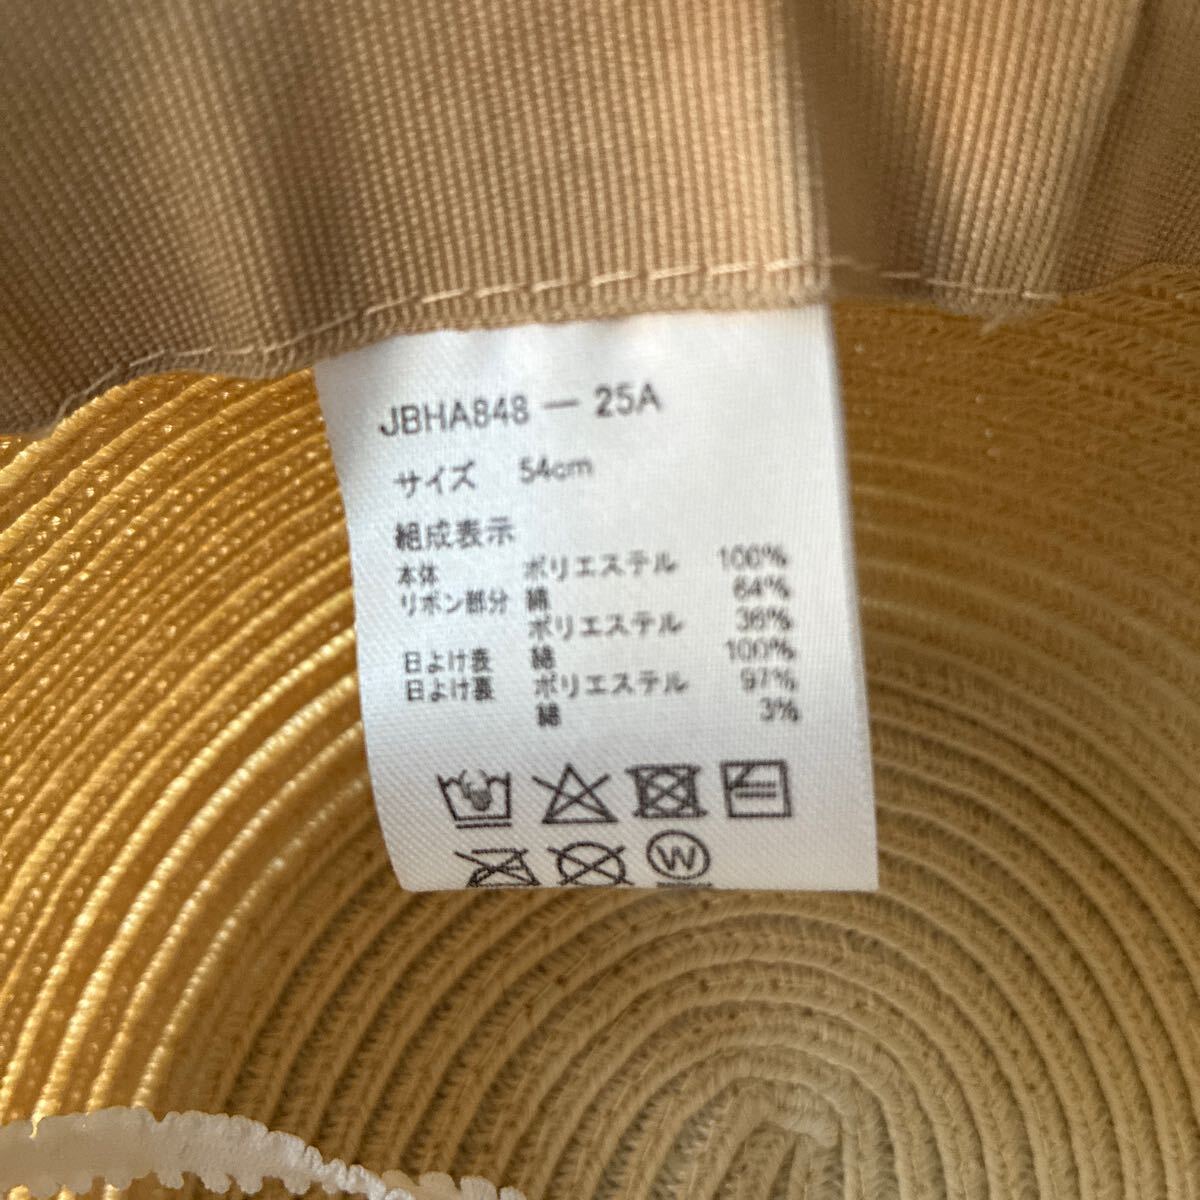 JBHA848 — 25A
サイズ 54cm
組成表示
本体 ポリエステル 100%
リボン部分 綿 64%
ポリエステル 36%
日よけ表 綿 100%
日よけ裏 ポリエステル 97%
綿 3%
W